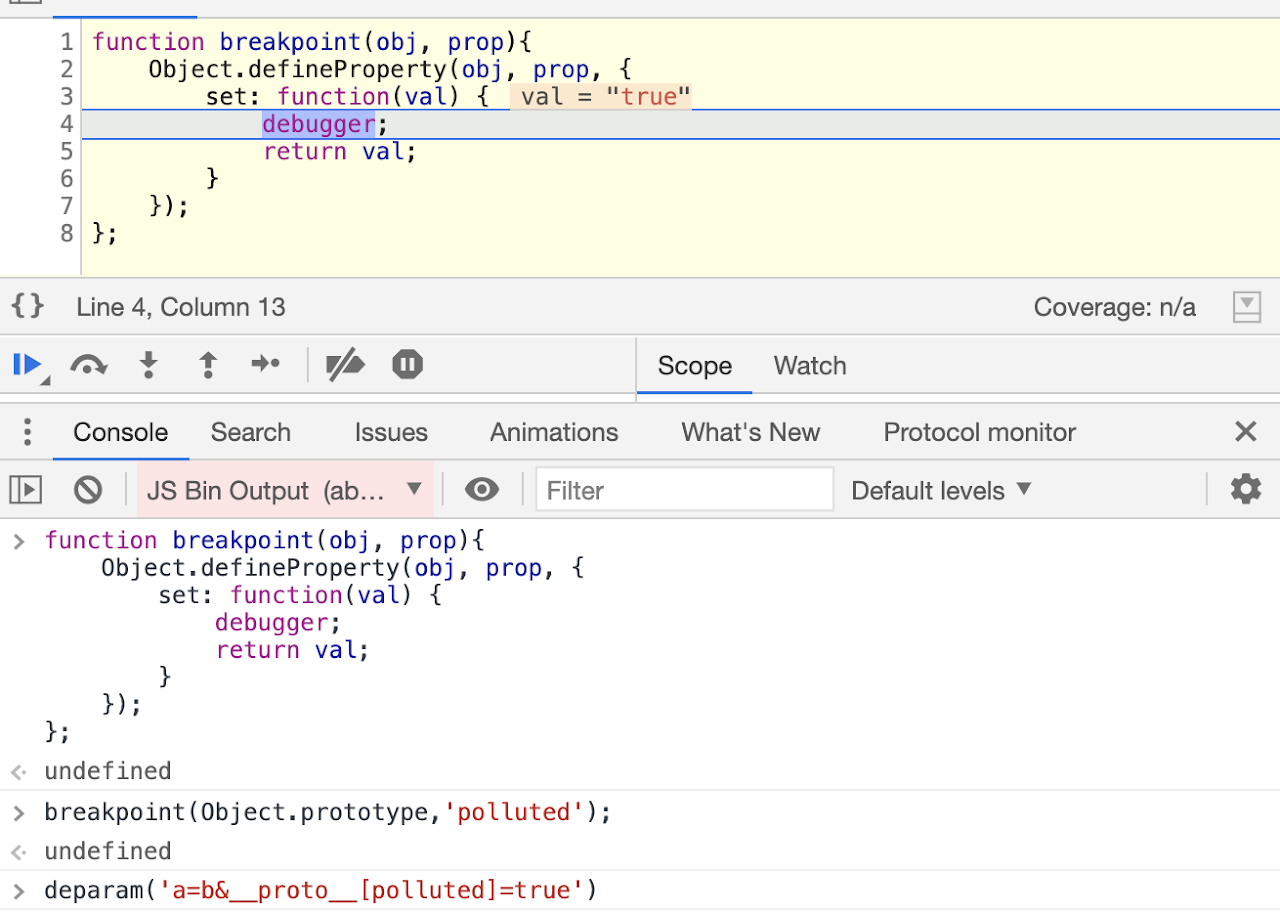 1 function breakpoint(obj, prop){
2     Object.defineProperty(obj, prop, {
3         set: function(val) {  val = "true"
4             debugger;
5             return val;
6         }
7     });
8 };
{} Line 4, Column 13 Coverage: n/a
Scope Watch
Console Search Issues Animations What's New Protocol monitor
JS Bin Output (ab… ▼ Filter Default levels ▼
> function breakpoint(obj, prop){
    Object.defineProperty(obj, prop, {
        set: function(val) {
            debugger;
            return val;
        }
    });
};
undefined
> breakpoint(Object.prototype,'polluted');
undefined
> deparam('a=b&__proto__[polluted]=true')